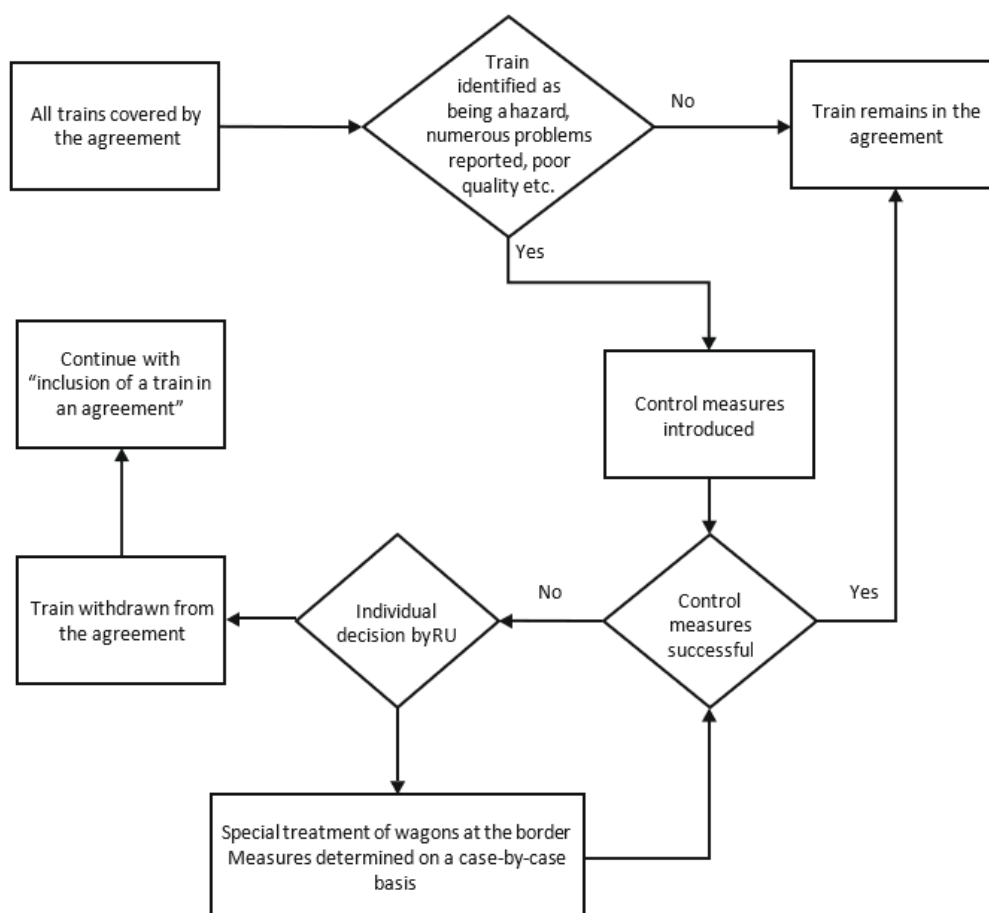 All trains covered by
the agreement
Train
identified as
being a hazard,
numerous problems
reported, poor
quality etc.
No
Train remains in the
agreement
Yes
Continue with
“inclusion of a train in
an agreement”
Control measures
introduced
Train withdrawn from
the agreement
Individual
decision byRU
No
Control
measures
successful
Yes
Special treatment of wagons at the border
Measures determined on a case-by-case
basis